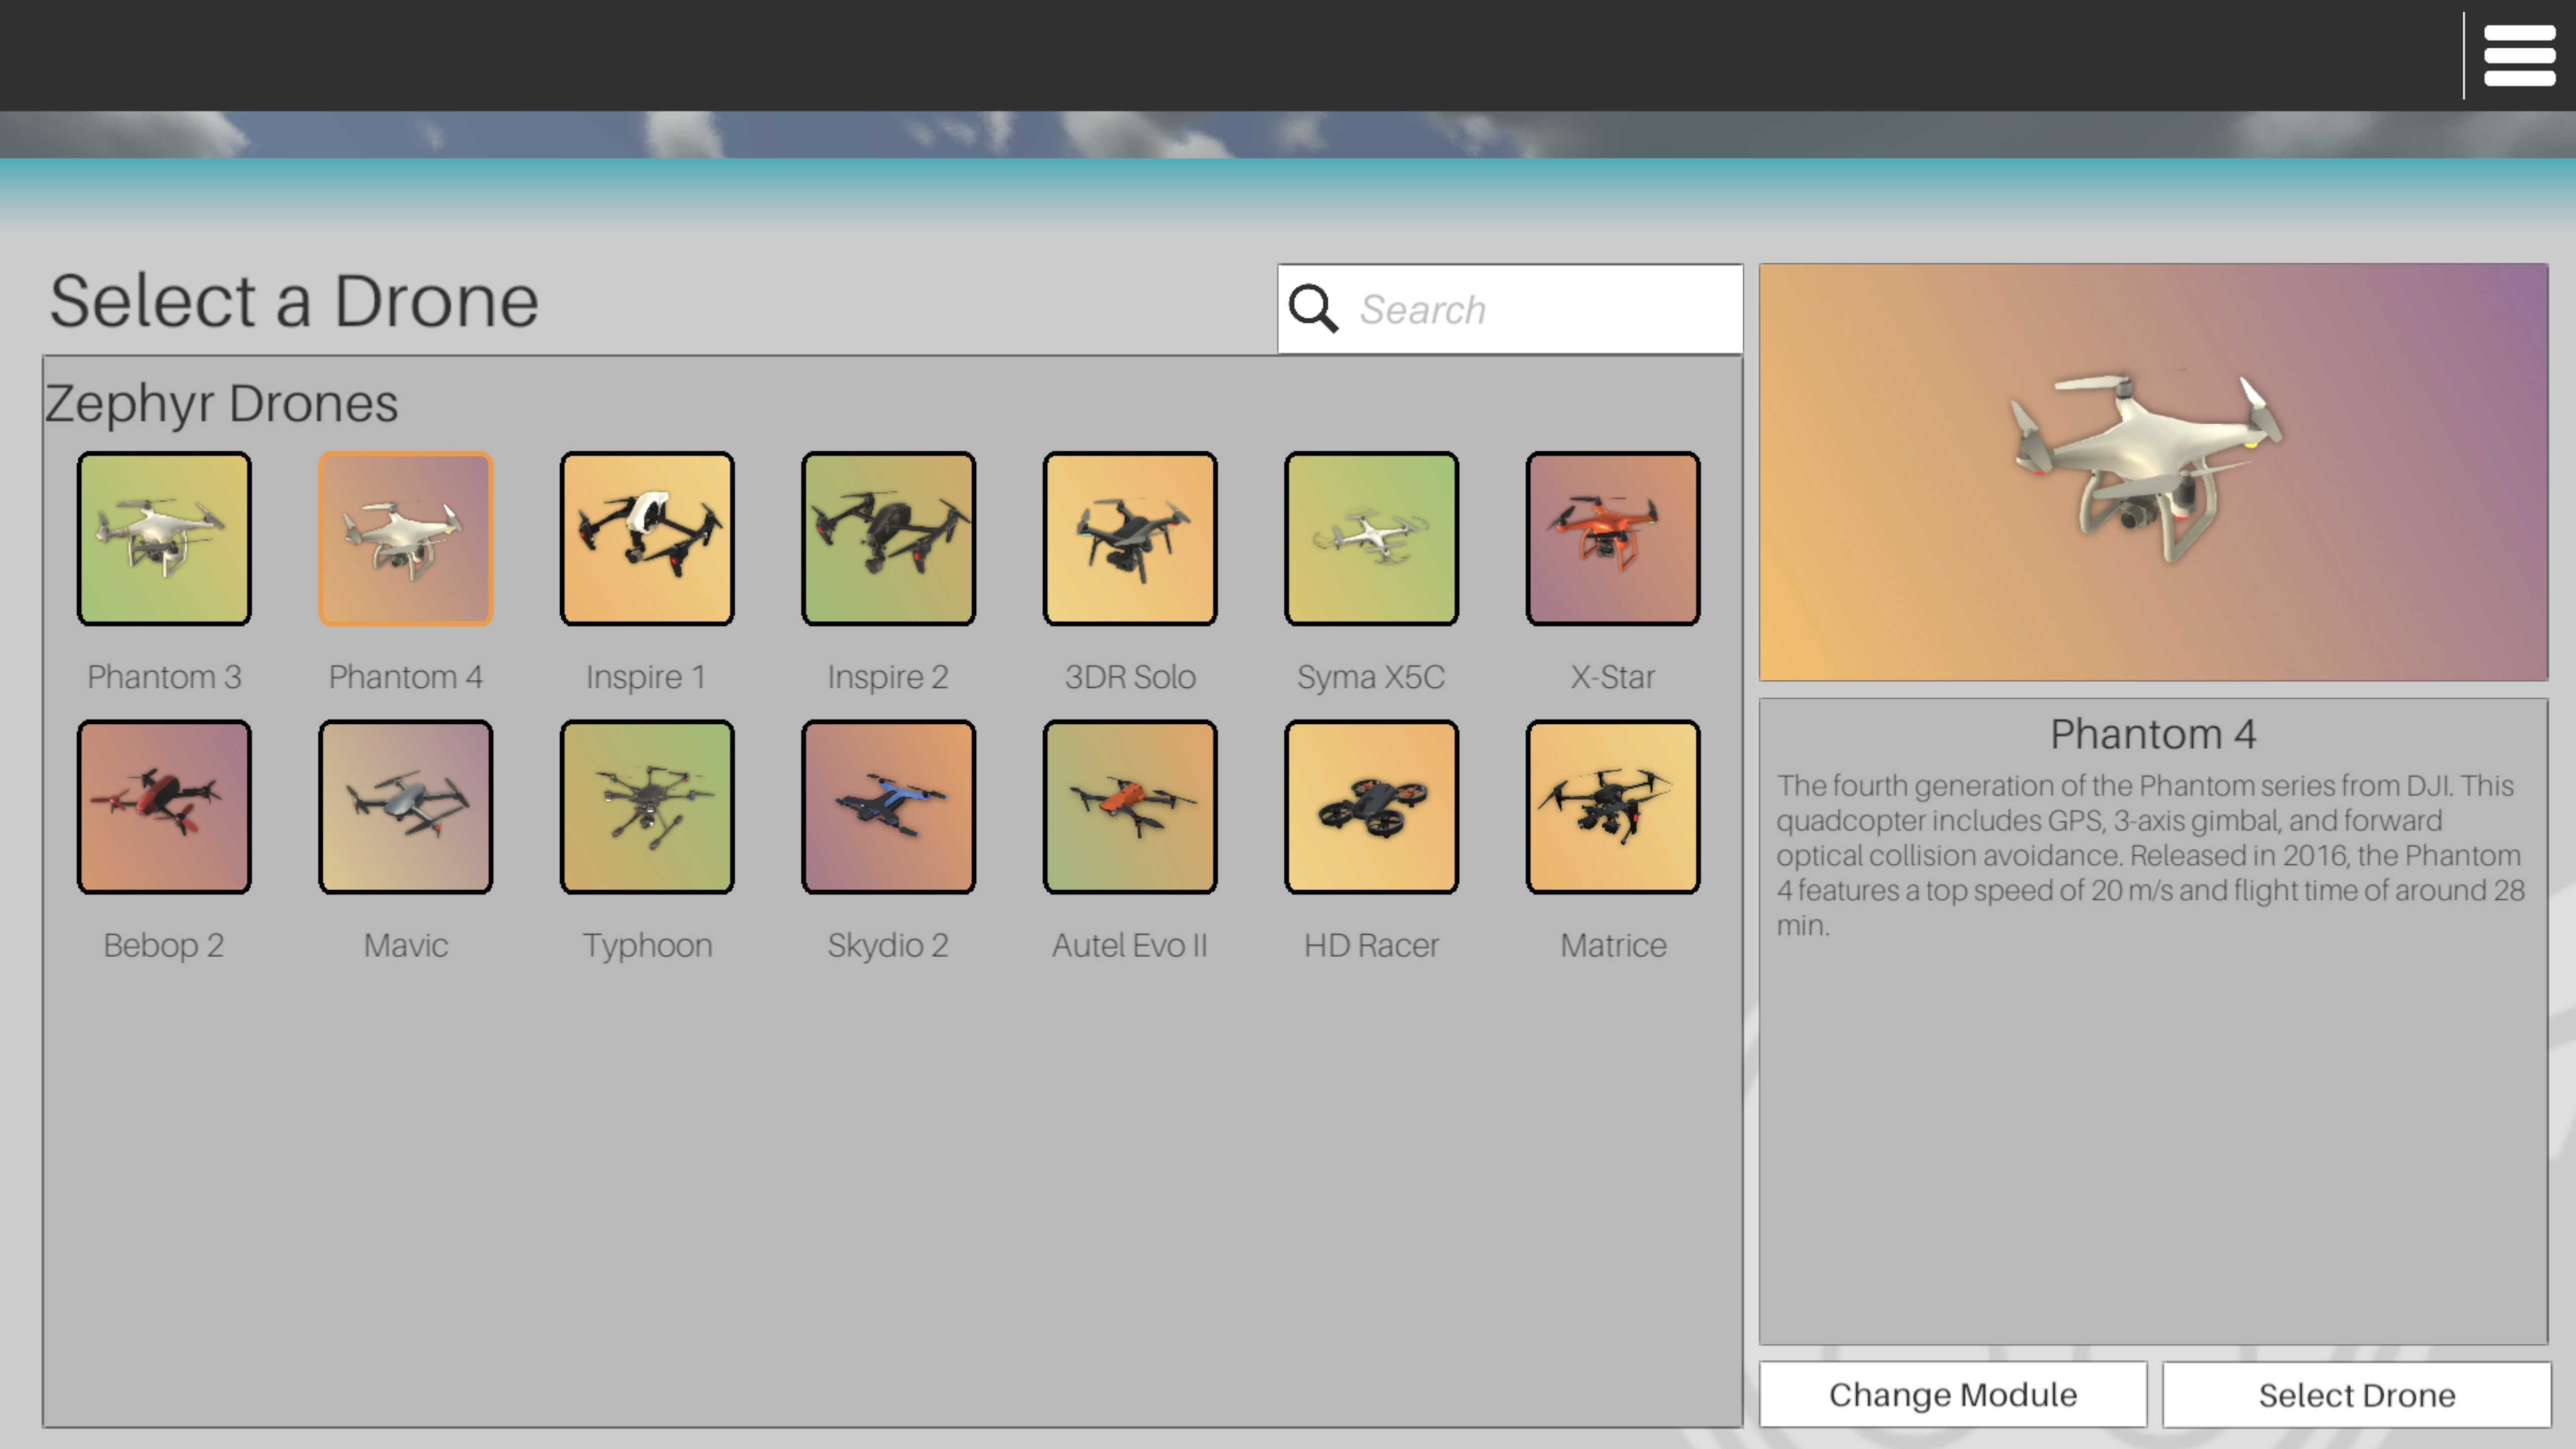 Select a Drone
Search
Zephyr Drones
Phantom 3
Phantom 4
Inspire 1
Inspire 2
3DR Solo
Syma X5C
X-Star
Bebop 2
Mavic
Typhoon
Skydio 2
Autel Evo II
HD Racer
Matrice
Phantom 4
The fourth generation of the Phantom series from DJI. This
quadcopter includes GPS, 3-axis gimbal, and forward
optical collision avoidance. Released in 2016, the Phantom
4 features a top speed of 20 m/s and flight time of around 28
min.
Change Module
Select Drone